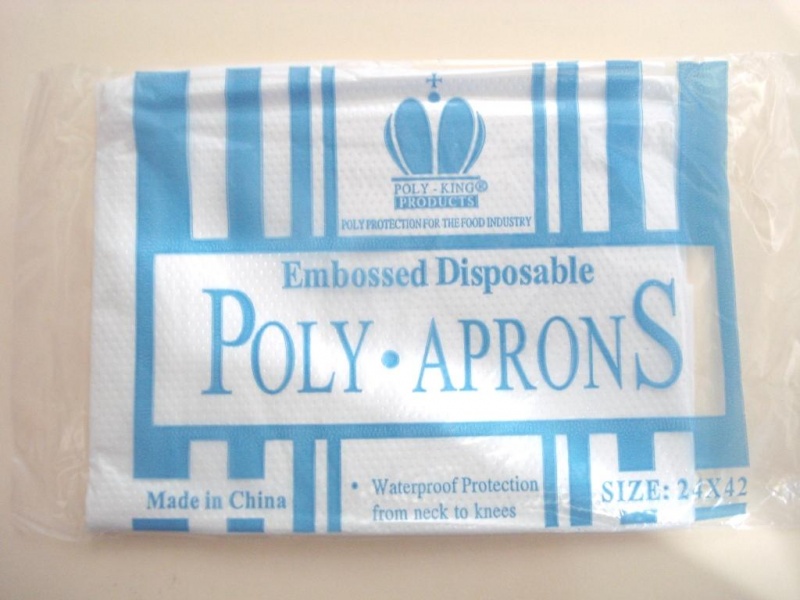 POLY - KING®
PRODUCTS
POLY PROTECTION FOR THE FOOD INDUSTRY
Embossed Disposable
POLY • APRONS
Made in China
• Waterproof Protection
from neck to knees
SIZE: 24X42